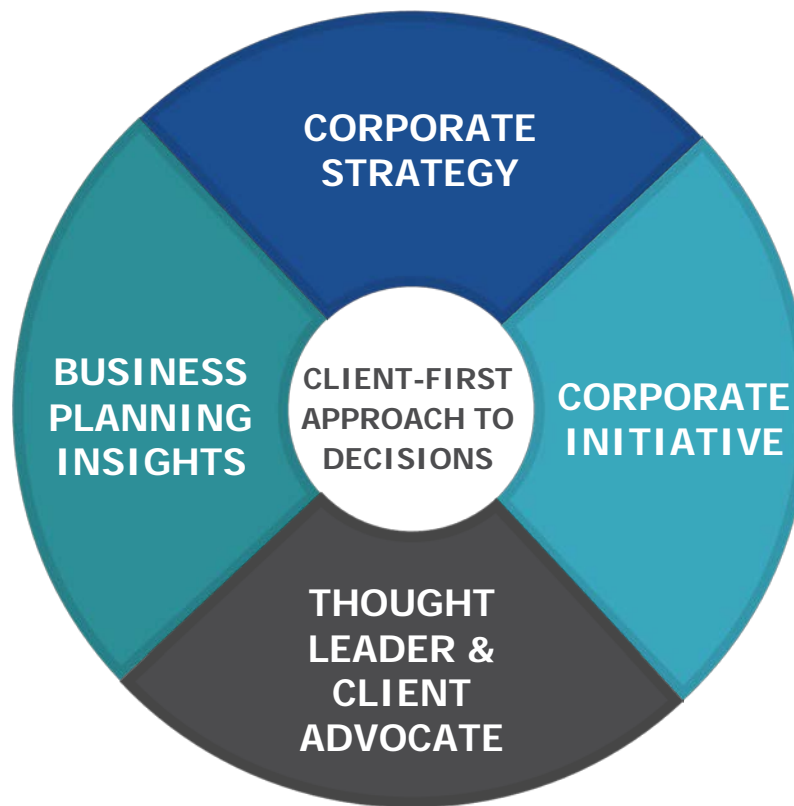 CORPORATE
STRATEGY
BUSINESS
PLANNING
INSIGHTS
CLIENT-FIRST
APPROACH TO
DECISIONS
CORPORATE
INITIATIVE
THOUGHT
LEADER &
CLIENT
ADVOCATE